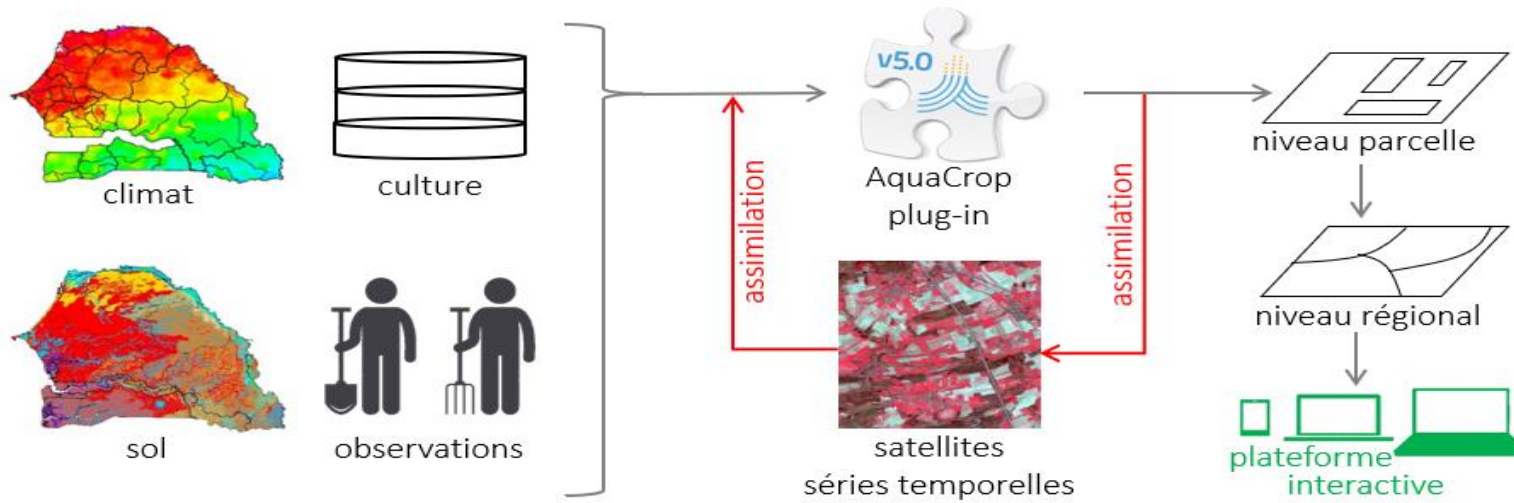 climat
culture
sol
observations
assimilation
v5.0
AquaCrop
plug-in
satellites
séries temporelles
assimilation
niveau parcelle
niveau régional
plateforme
interactive